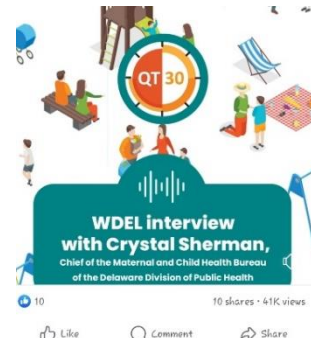 QT 30
WDEL interview
with Crystal Sherman,
Chief of the Maternal and Child Health Bureau
of the Delaware Division of Public Health
10
10 shares • 41K views
Like Comment Share